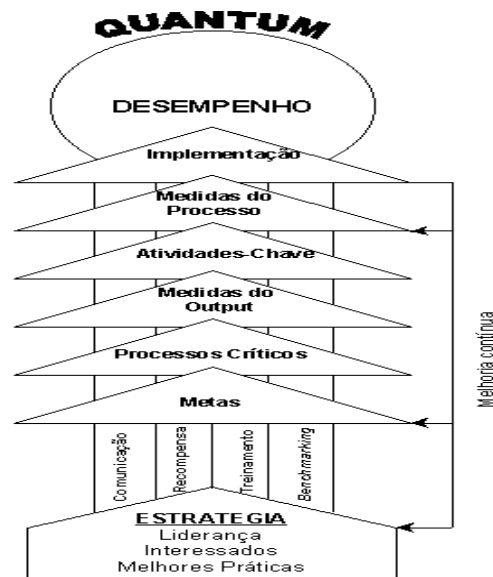 QUANTUM
DESEMPENHO
Implementação
Medidas do
Processo
Atividades-Chave
Medidas do
Output
Processos Críticos
Metas
Comunicação
Recompensa
Treinamento
Benchmarking
Melhoria contínua
ESTRATEGIA
Liderança
Interessados
Melhores Práticas